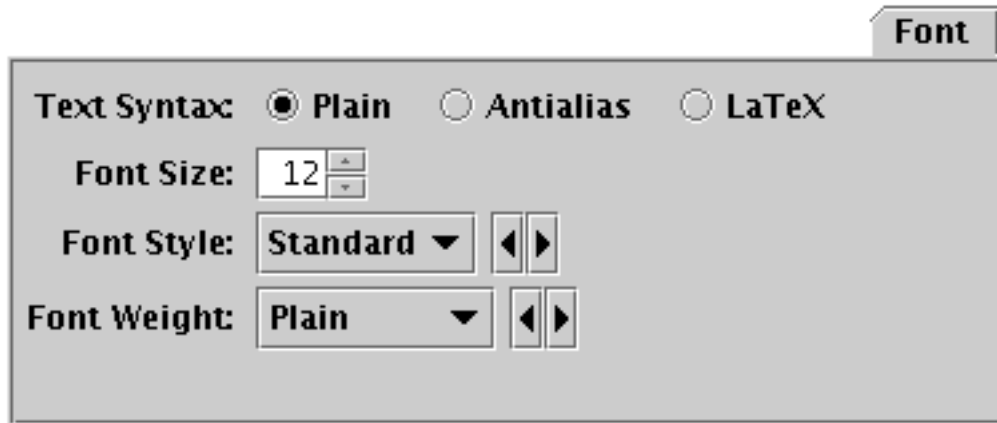 Font
Text Syntax: Plain Antialias LaTeX
Font Size: 12
Font Style: Standard
Font Weight: Plain